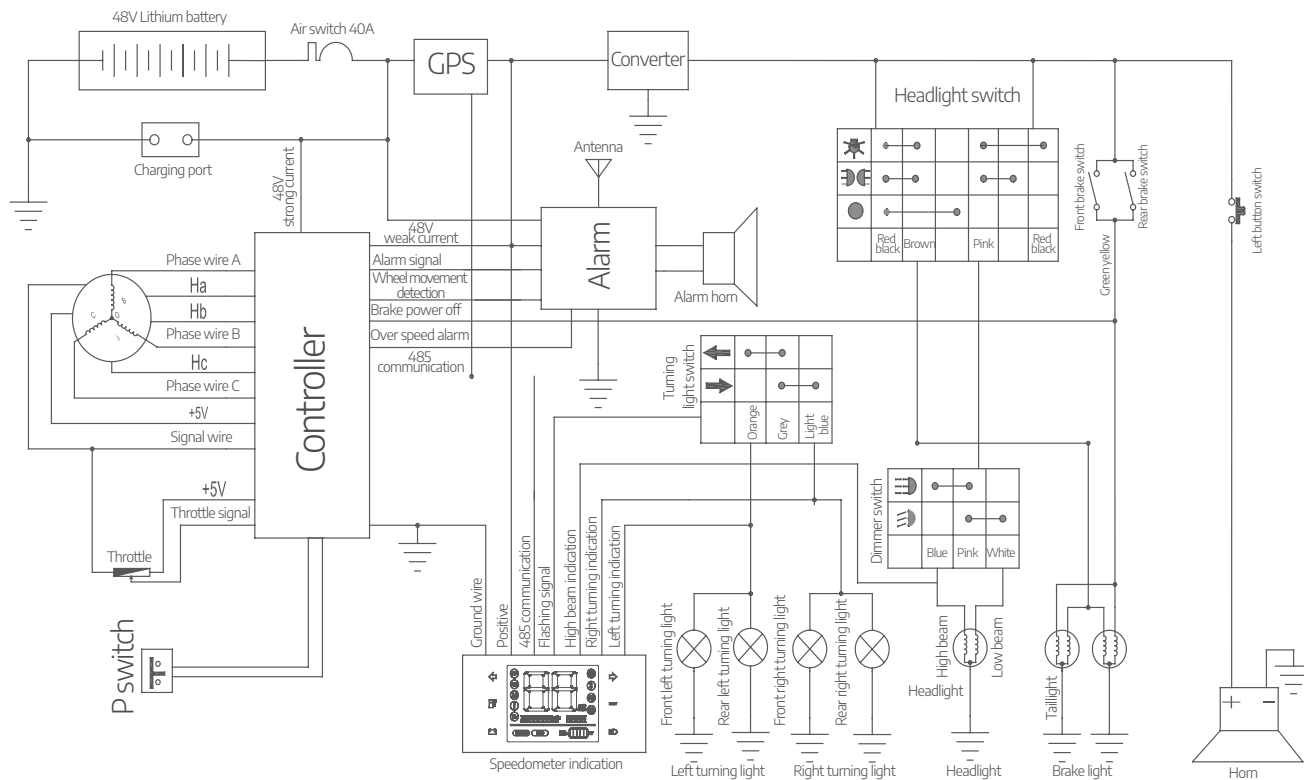 48V Lithium battery
Air switch 40A
GPS
Converter
Headlight switch
Charging port
48V
strong current
Antenna
Front brake switch
Rear brake switch
Left button switch
Red
black
Brown
Pink
Red
black
Green yellow
48V
weak current
Alarm signal
Wheel movement
detection
Brake power off
Over speed alarm
485
communication
Alarm
Alarm horn
Phase wire A
Ha
Hb
Phase wire B
Hc
Phase wire C
+5V
Signal wire
+5V
Throttle signal
Controller
B
C
O
Throttle
P switch
Turning
light switch
Orange
Grey
Light
blue
Dimmer switch
Blue
Pink
White
Ground wire
Positive
485 communication
Flashing signal
High beam indication
Right turning indication
Left turning indication
Front left turning light
Rear left turning light
Front right turning light
Rear right turning light
High beam
Low beam
Headlight
Taillight
+
−
Speedometer indication
Left turning light
Right turning light
Headlight
Brake light
Horn